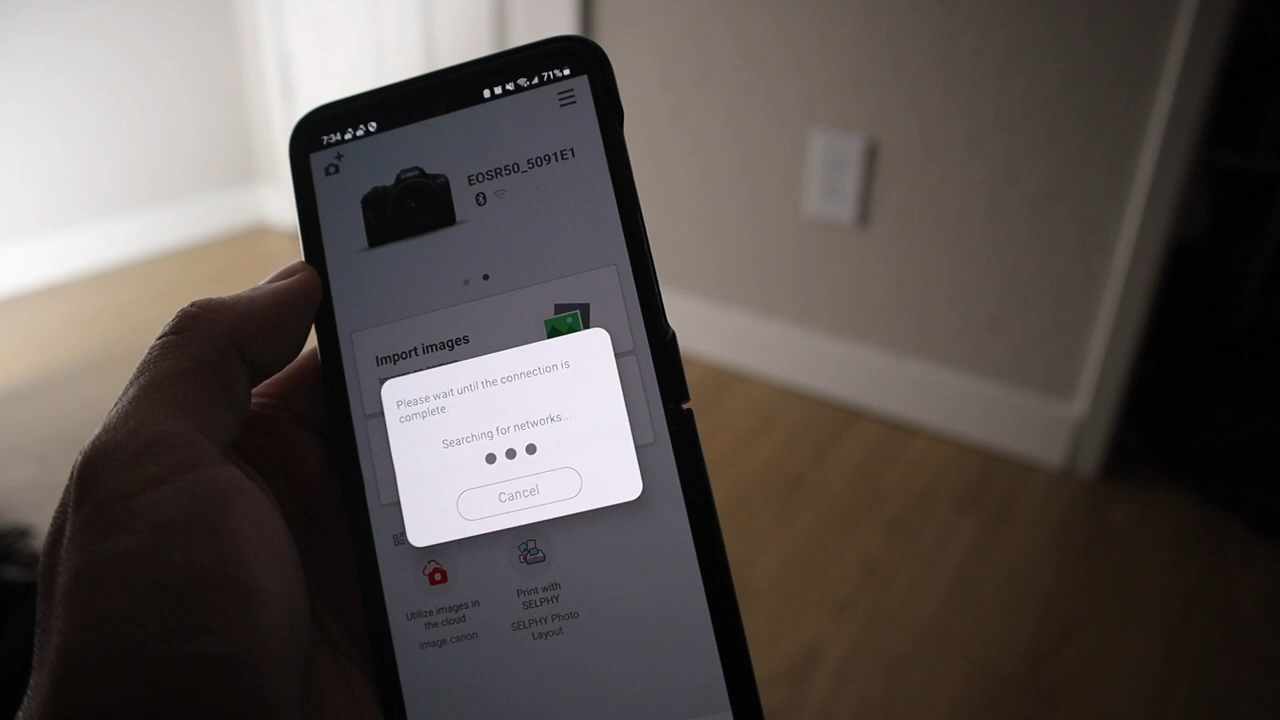 7:34
71%
EOSR50_5091E1
Import images
Please wait until the connection is
complete.
Searching for networks...
Cancel
Utilize images in
the cloud
image.canon
Print with
SELPHY
SELPHY Photo
Layout